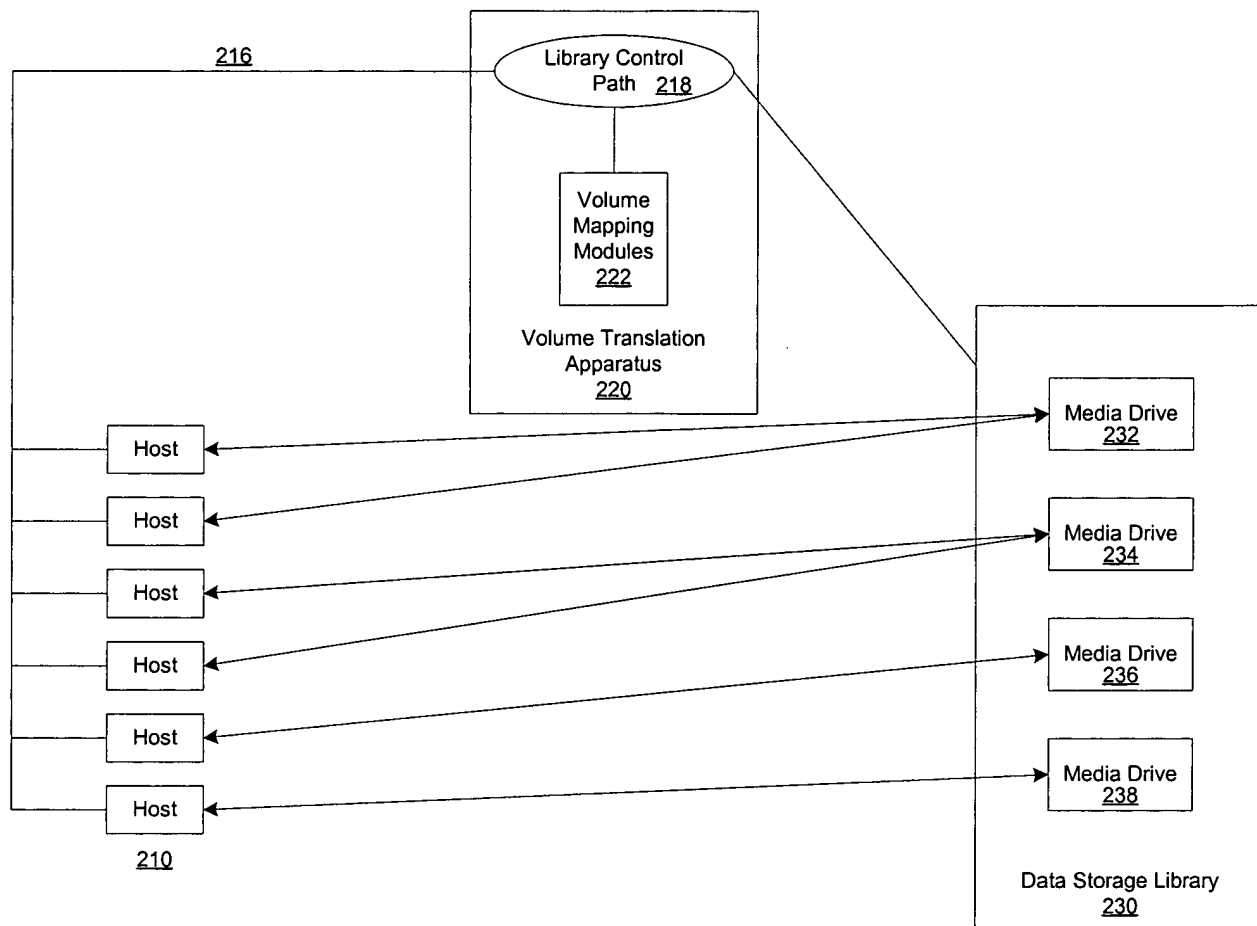 216
Library Control
Path 218
Volume
Mapping
Modules
222
Volume Translation
Apparatus
220
Host
Host
Host
Host
Host
Host
210
Media Drive
232
Media Drive
234
Media Drive
236
Media Drive
238
Data Storage Library
230